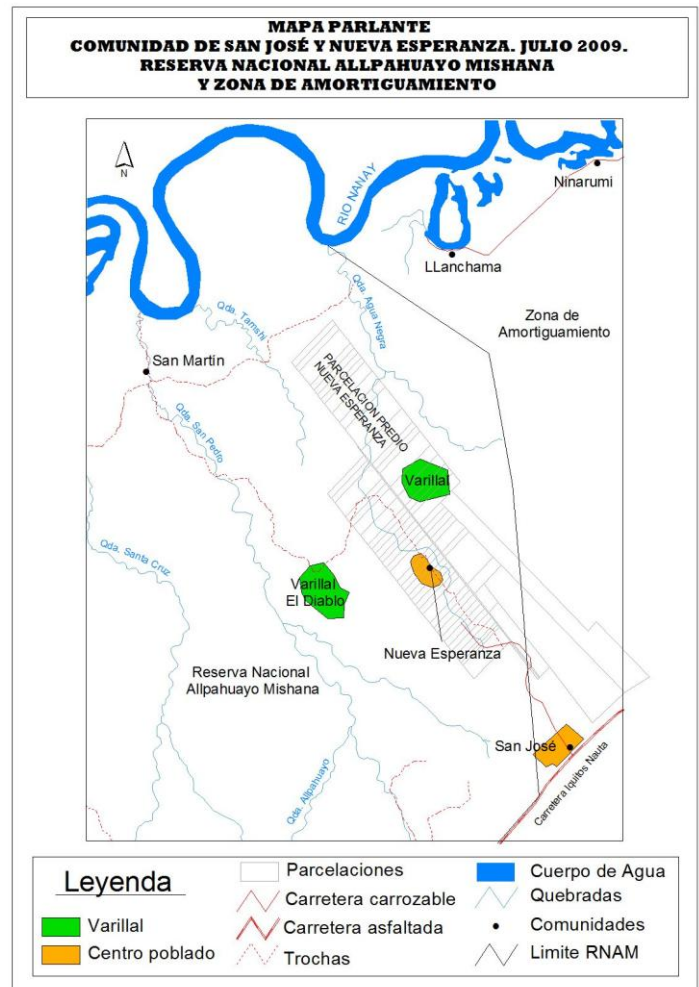 MAPA PARLANTE
COMUNIDAD DE SAN JOSÉ Y NUEVA ESPERANZA. JULIO 2009.
RESERVA NACIONAL ALLPAHUAYO MISHANA
Y ZONA DE AMORTIGUAMIENTO
N
RIO NANAY
Ninarumi
LLanchama
Qda. Agua Negra
Qda. Tamshi
Zona de
Amortiguamiento
San Martin
PARCELACION PREDIO
NUEVA ESPERANZA
Qda. San Pedro
Varillal
Qda. Santa Cruz
Varillal
El Diablo
Nueva Esperanza
Reserva Nacional
Allpahuayo Mishana
San José
Qda. Allpahuayo
Carretera Iquitos Nauta
Leyenda
Varillal
Centro poblado
Parcelaciones
Carretera carrozable
Carretera asfaltada
Trochas
Cuerpo de Agua
Quebradas
Comunidades
Limite RNAM